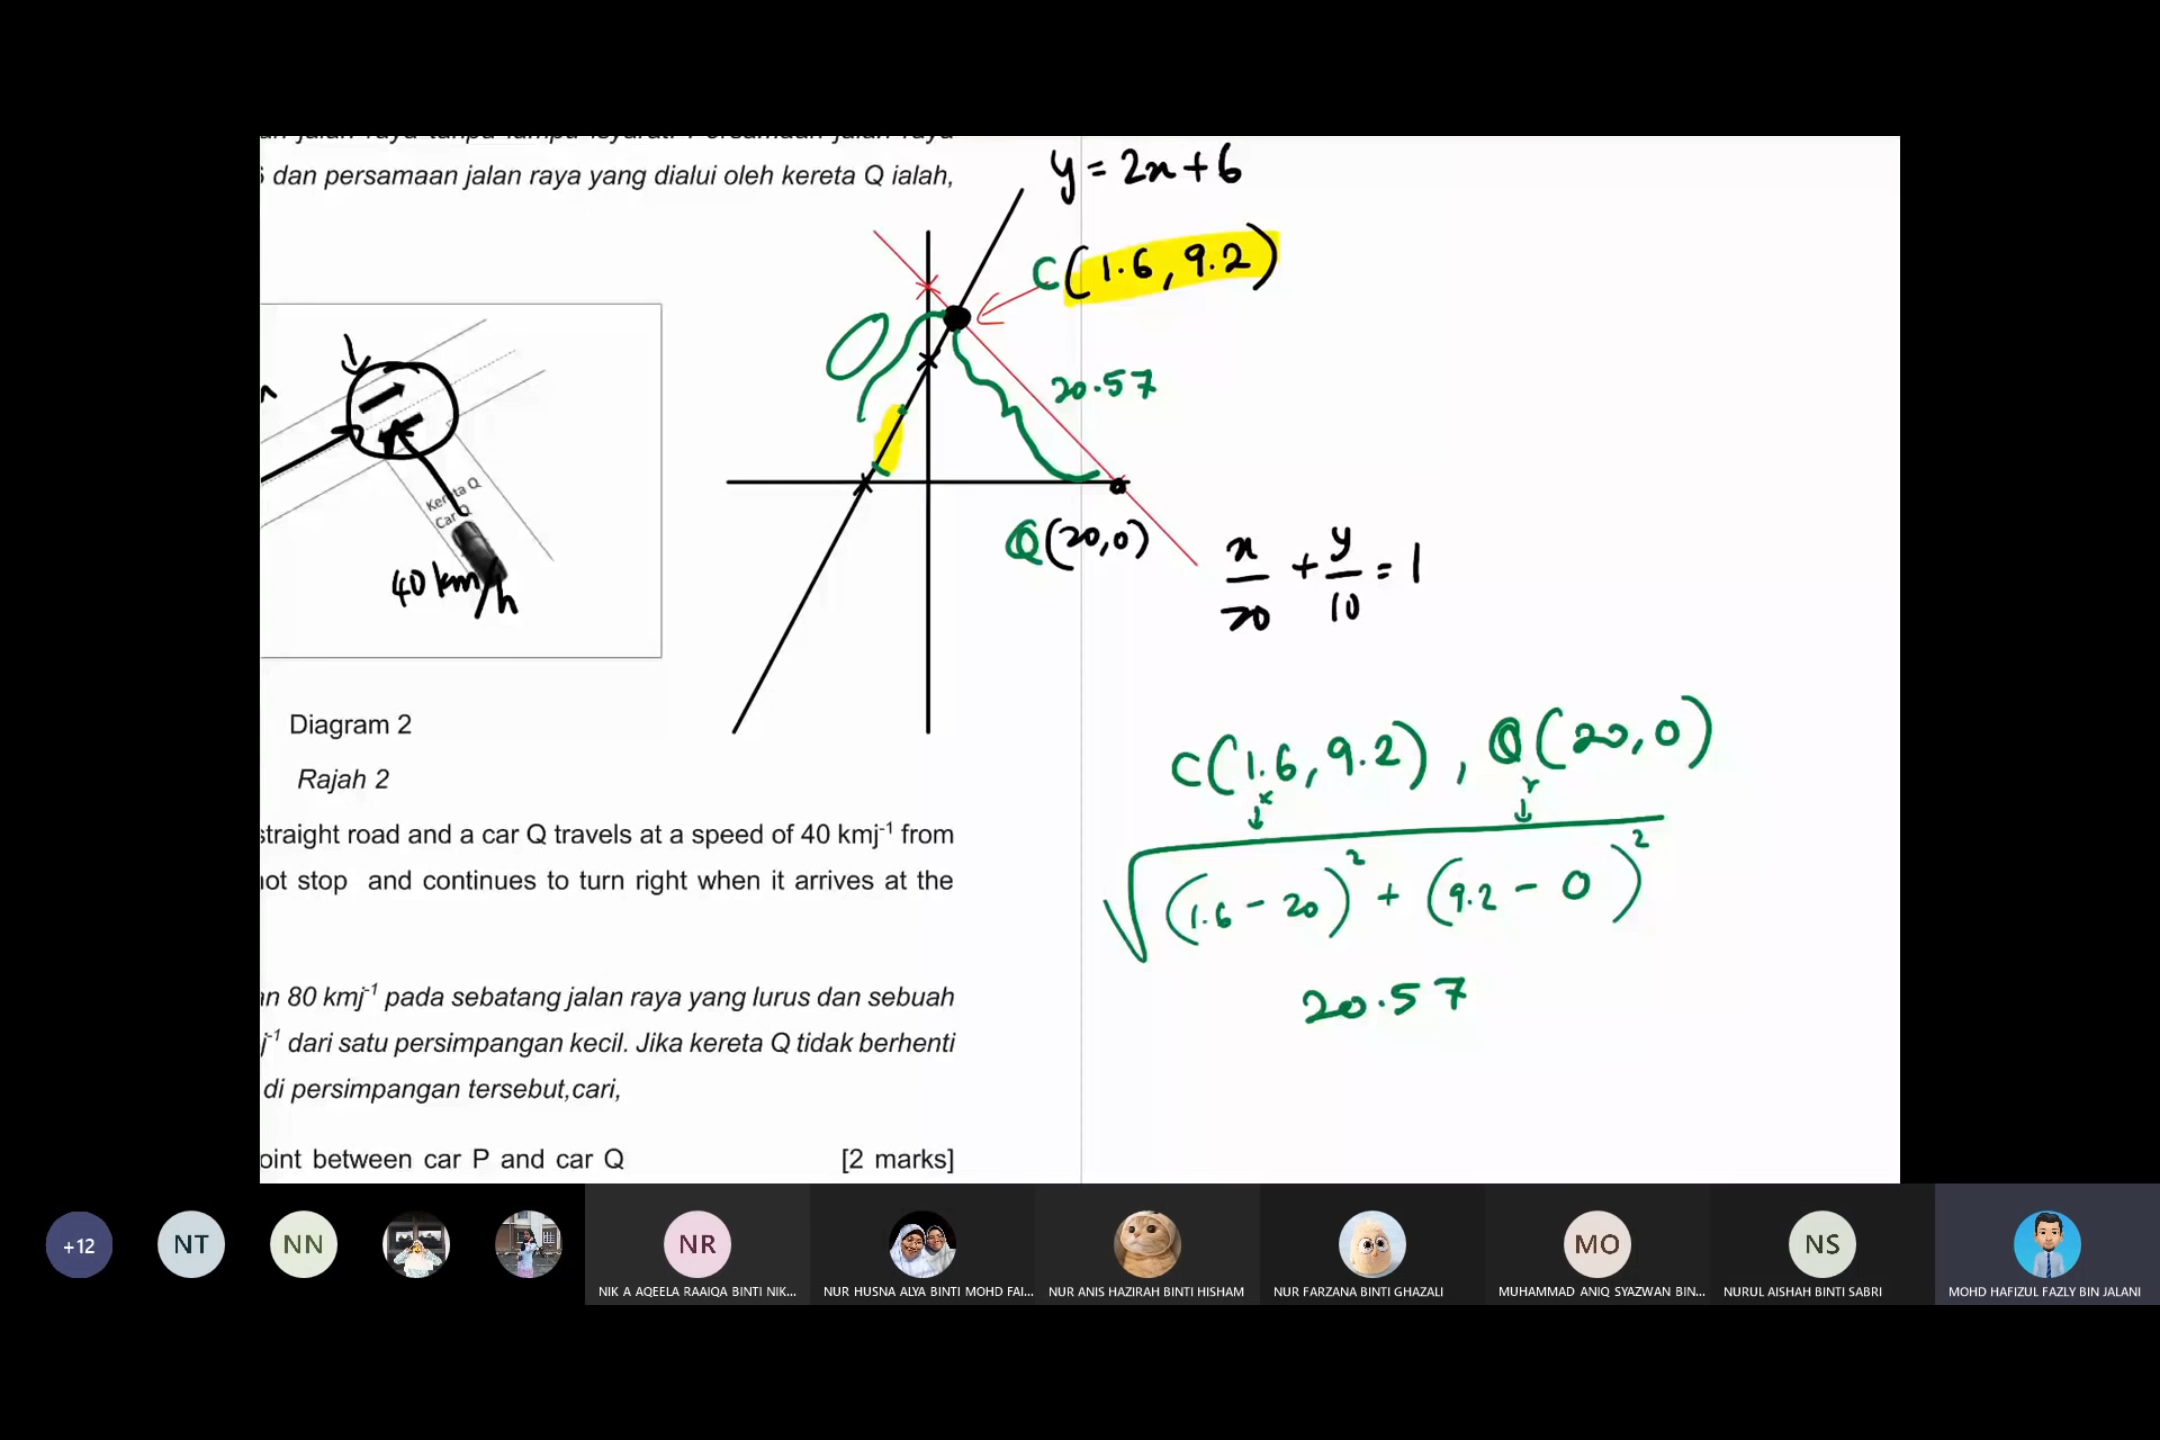 dan persamaan jalan raya yang dialui oleh kereta Q ialah,
y = 2x + 6
C(1.6, 9.2)
20.57
Kereta Q
Car Q
40 km/h
Q(20,0)
x/20 + y/10 = 1
Diagram 2
Rajah 2
C(1.6, 9.2), Q(20,0)
√(1.6 - 20)² + (9.2 - 0)²
20.57
straight road and a car Q travels at a speed of 40 kmj⁻¹ from
not stop and continues to turn right when it arrives at the
an 80 kmj⁻¹ pada sebatang jalan raya yang lurus dan sebuah
j⁻¹ dari satu persimpangan kecil. Jika kereta Q tidak berhenti
di persimpangan tersebut,cari,
oint between car P and car Q [2 marks]
+12
NT
NN
NR
MO
NS
NIK A AQEELA RAAIQA BINTI NIK...
NUR HUSNA ALYA BINTI MOHD FAI...
NUR ANIS HAZIRAH BINTI HISHAM
NUR FARZANA BINTI GHAZALI
MUHAMMAD ANIQ SYAZWAN BIN...
NURUL AISHAH BINTI SABRI
MOHD HAFIZUL FAZLY BIN JALANI